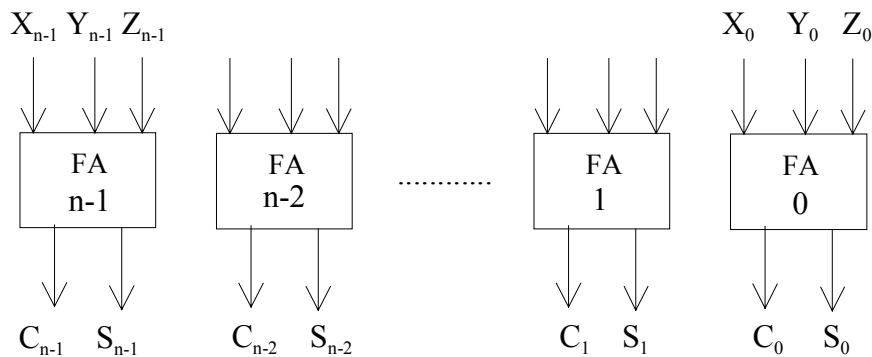 Xn-1 Yn-1 Zn-1 X0 Y0 Z0
FA FA FA FA
n-1 n-2 ............. 1 0
Cn-1 Sn-1 Cn-2 Sn-2 C1 S1 C0 S0